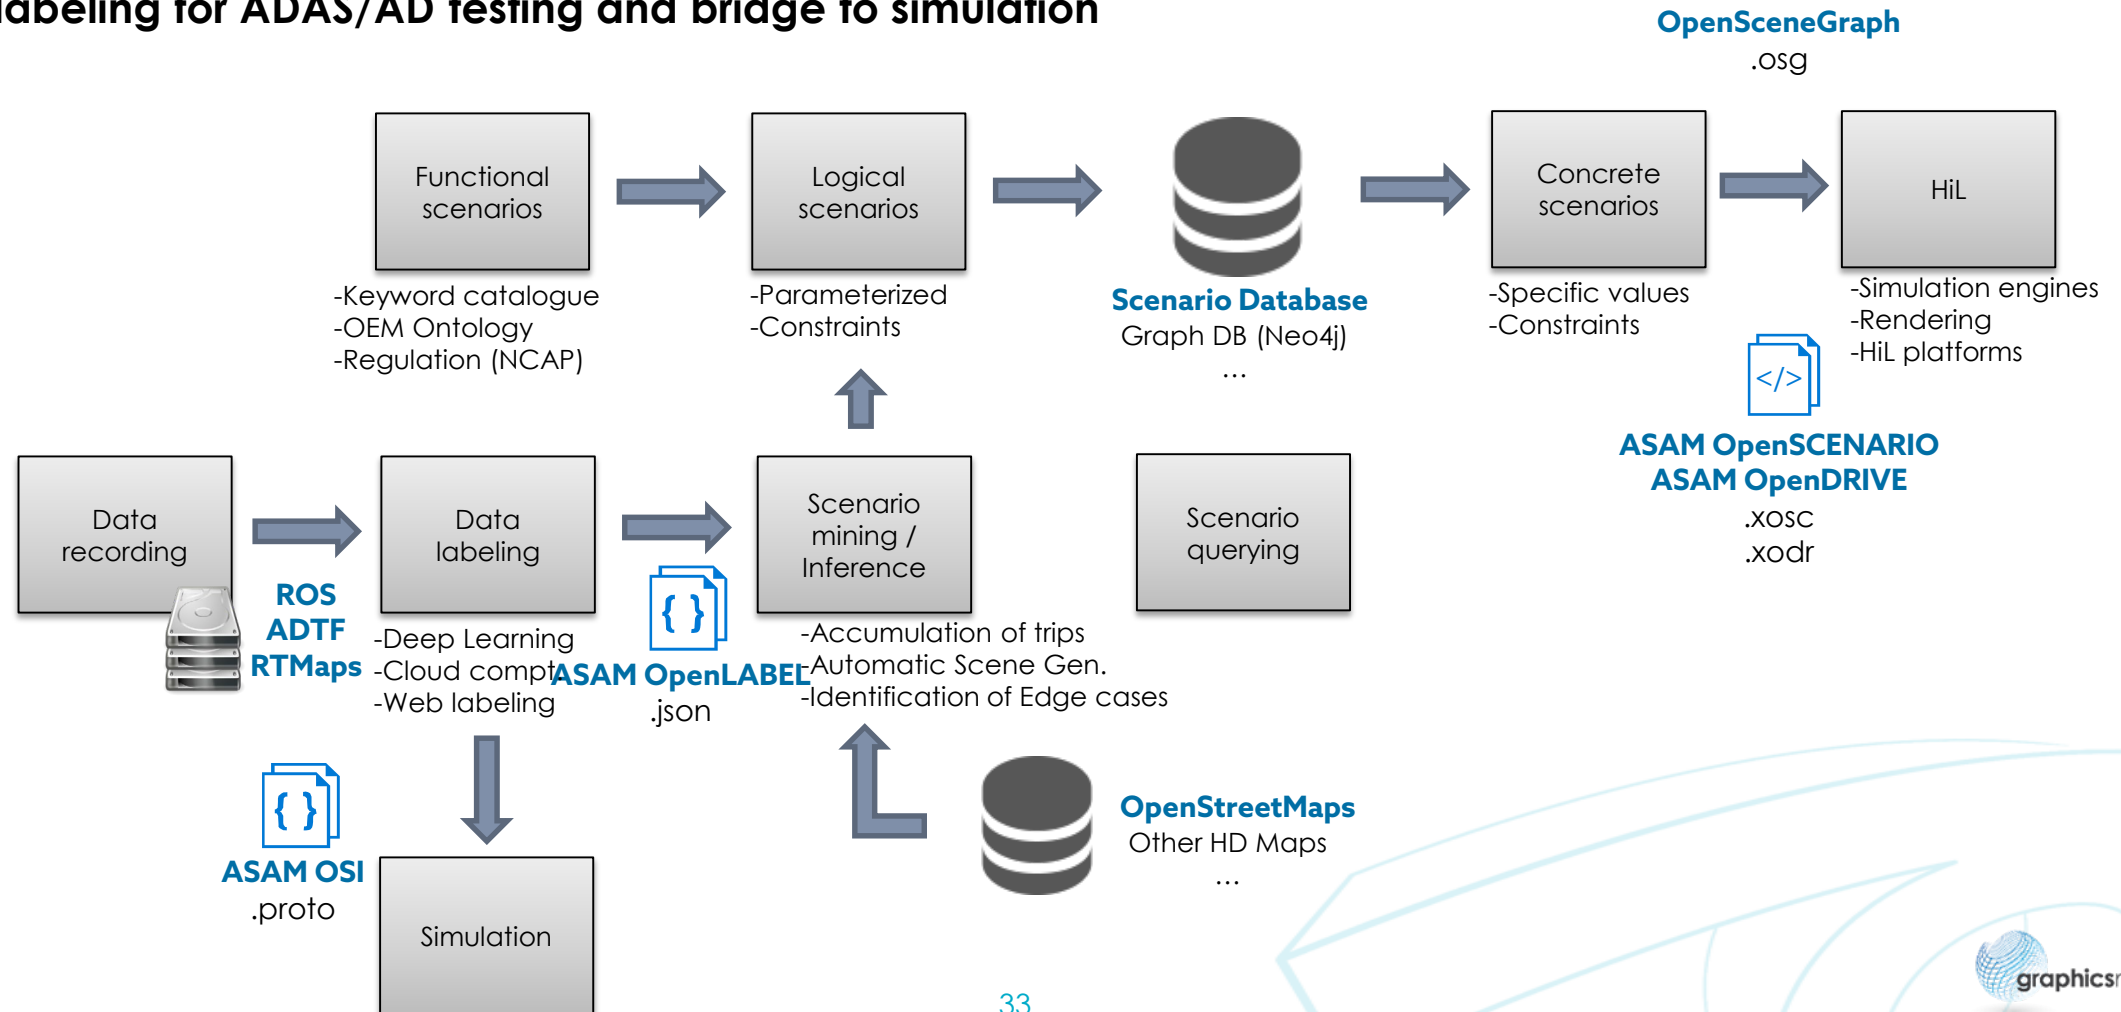 labeling for ADAS/AD testing and bridge to simulation
OpenSceneGraph
.osg
Functional
scenarios
-Keyword catalogue
-OEM Ontology
-Regulation (NCAP)
Logical
scenarios
-Parameterized
-Constraints
Scenario Database
Graph DB (Neo4j)
...
Concrete
scenarios
-Specific values
-Constraints
HiL
-Simulation engines
-Rendering
-HiL platforms
</>
ASAM OpenSCENARIO
ASAM OpenDRIVE
.xosc
.xodr
Data
recording
ROS
ADTF
RTMaps
Data
labeling
-Deep Learning
-Cloud compt.
-Web labeling
{ }
ASAM OpenLABEL
.json
Scenario
mining /
Inference
-Accumulation of trips
-Automatic Scene Gen.
-Identification of Edge cases
Scenario
querying
{ }
ASAM OSI
.proto
Simulation
OpenStreetMaps
Other HD Maps
...
33
graphicsm